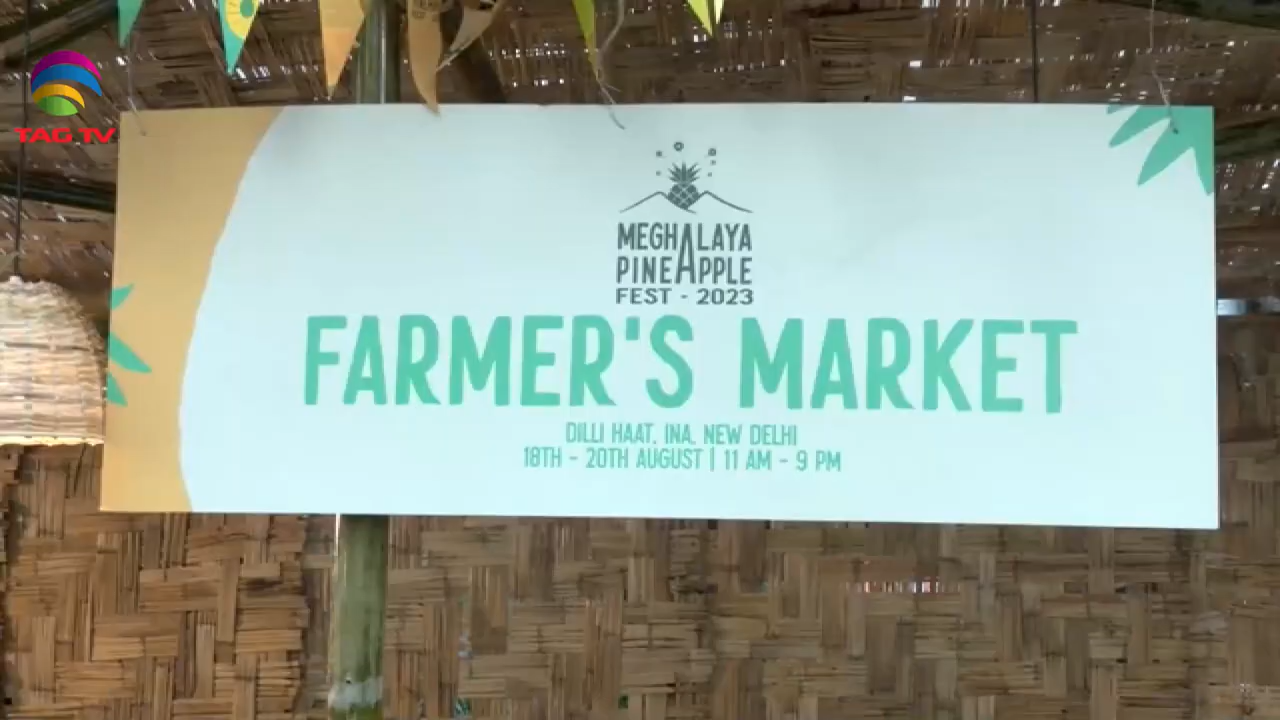 TAG TV
MEGHALAYA
PINEAPPLE
FEST - 2023
FARMER'S MARKET
DILLI HAAT, INA, NEW DELHI
18TH - 20TH AUGUST | 11 AM - 9 PM